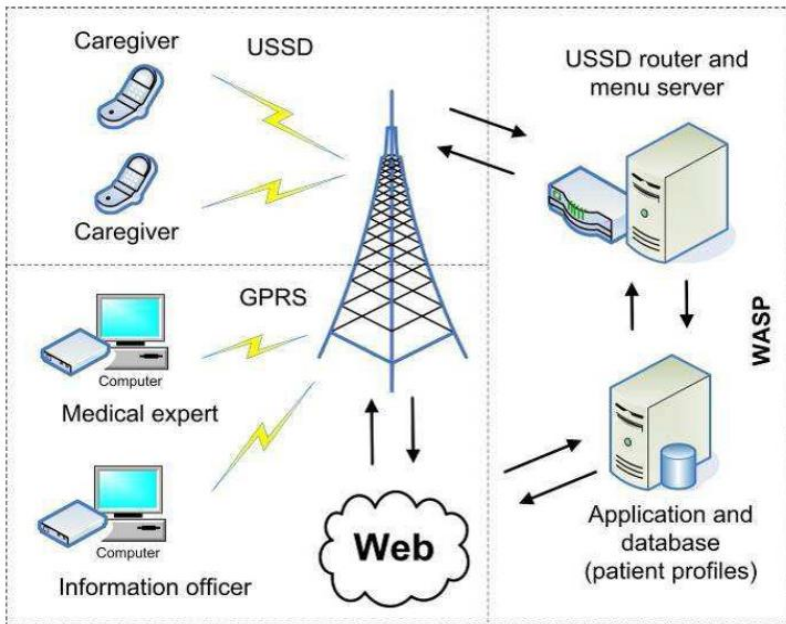 Caregiver
USSD
Caregiver
USSD router and
menu server
GPRS
Computer
Medical expert
Computer
Information officer
Web
WASP
Application and
database
(patient profiles)